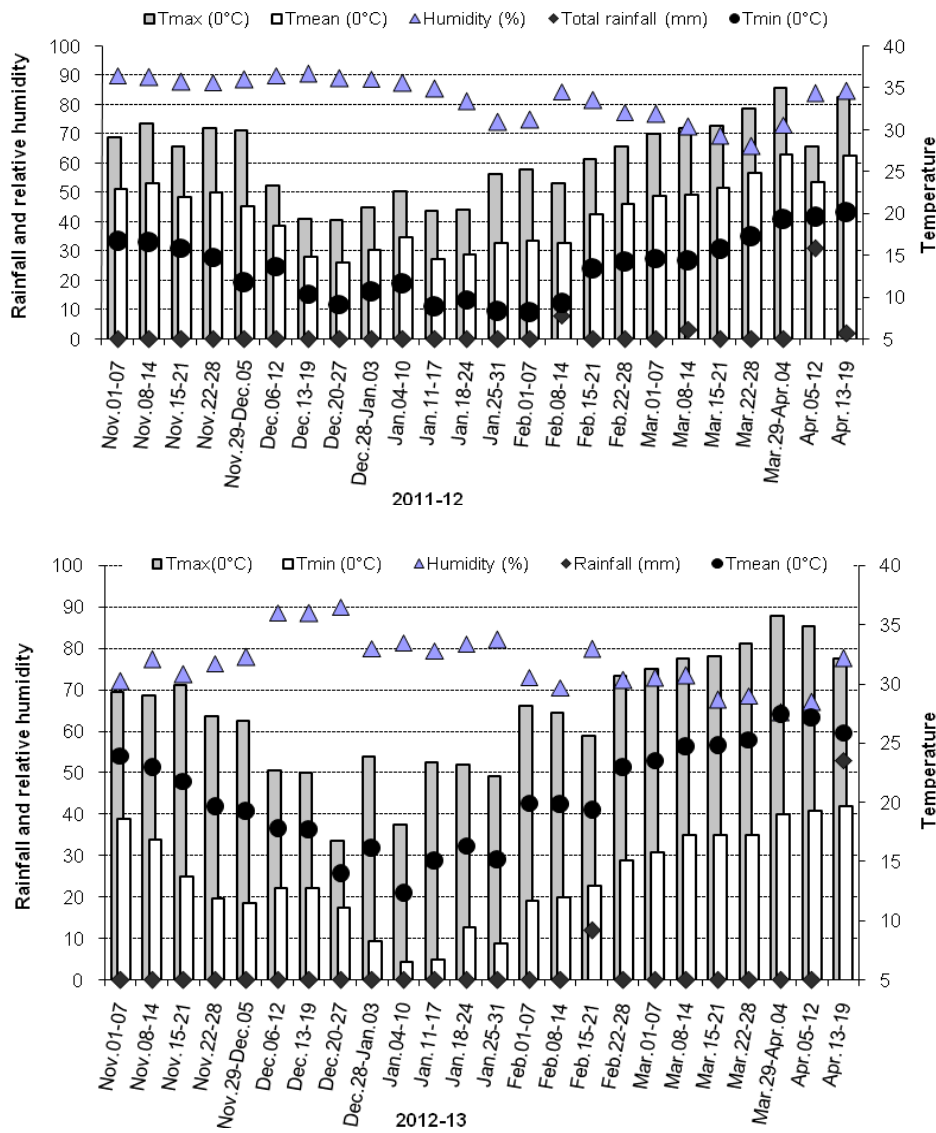 Tmax (0°C) Tmean (0°C) Humidity (%) Total rainfall (mm) Tmin (0°C)
100
90
80
70
60
50
40
30
20
10
0
Rainfall and relative humidity
40
35
30
25
20
15
10
5
Temperature
Nov.01-07
Nov.08-14
Nov.15-21
Nov.22-28
Nov.29-Dec.05
Dec.06-12
Dec.13-19
Dec.20-27
Dec.28-Jan.03
Jan.04-10
Jan.11-17
Jan.18-24
Jan.25-31
Feb.01-07
Feb.08-14
Feb.15-21
Feb.22-28
Mar.01-07
Mar.08-14
Mar.15-21
Mar.22-28
Mar.29-Apr.04
Apr.05-12
Apr.13-19
2011-12
Tmax(0°C) Tmin (0°C) Humidity (%) Rainfall (mm) Tmean (0°C)
100
90
80
70
60
50
40
30
20
10
0
Rainfall and relative humidity
40
35
30
25
20
15
10
5
Temperature
Nov.01-07
Nov.08-14
Nov.15-21
Nov.22-28
Nov.29-Dec.05
Dec.06-12
Dec.13-19
Dec.20-27
Dec.28-Jan.03
Jan.04-10
Jan.11-17
Jan.18-24
Jan.25-31
Feb.01-07
Feb.08-14
Feb.15-21
Feb.22-28
Mar.01-07
Mar.08-14
Mar.15-21
Mar.22-28
Mar.29-Apr.04
Apr.05-12
Apr.13-19
2012-13